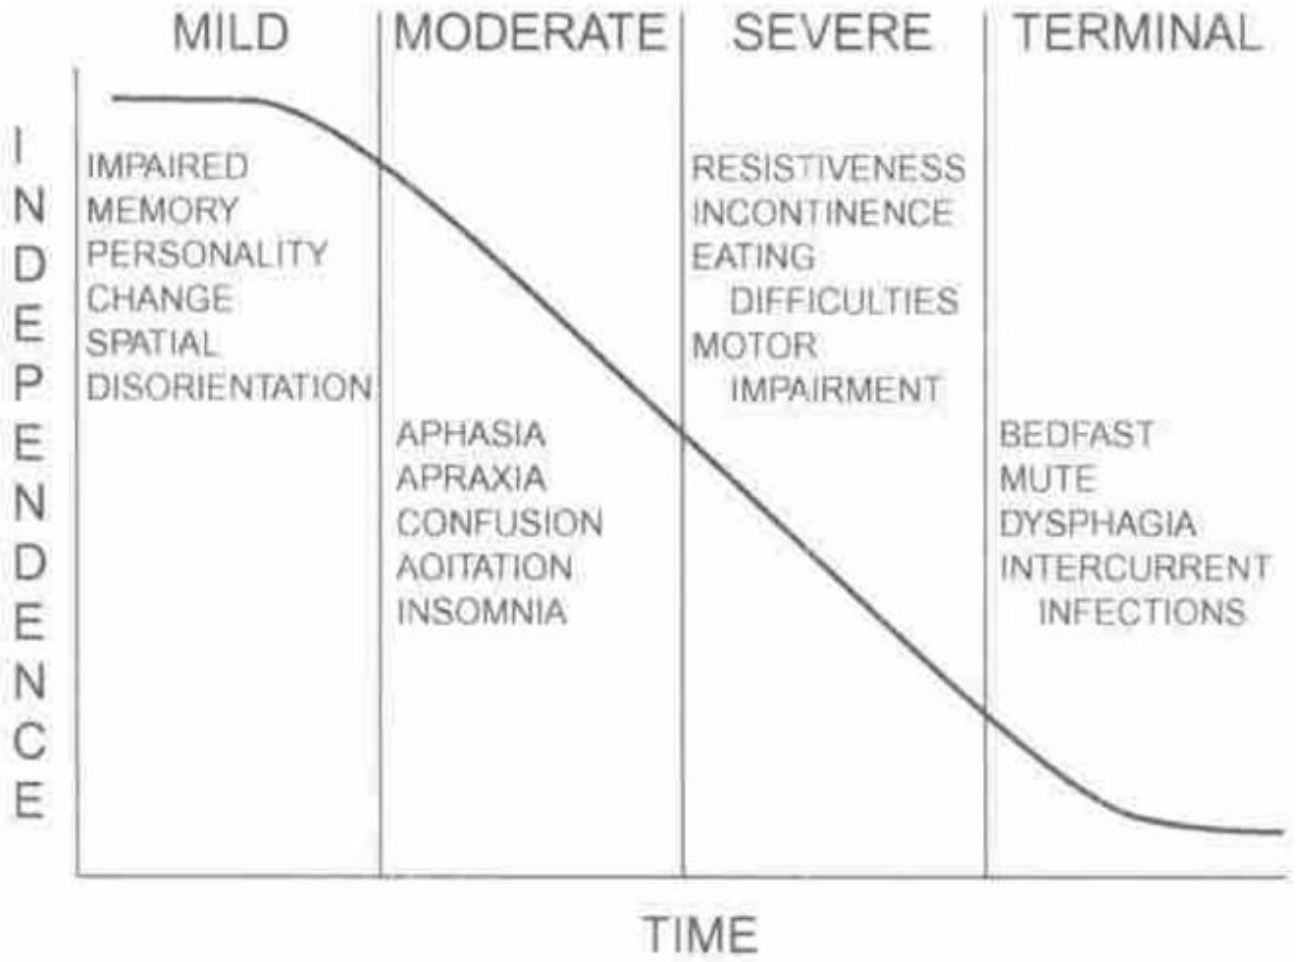 MILD
MODERATE
SEVERE
TERMINAL
INDEPENDENCE
IMPAIRED
MEMORY
PERSONALITY
CHANGE
SPATIAL
DISORIENTATION
APHASIA
APRAXIA
CONFUSION
AOITATION
INSOMNIA
RESISTIVENESS
INCONTINENCE
EATING
DIFFICULTIES
MOTOR
IMPAIRMENT
BEDFAST
MUTE
DYSPHAGIA
INTERCURRENT
INFECTIONS
TIME